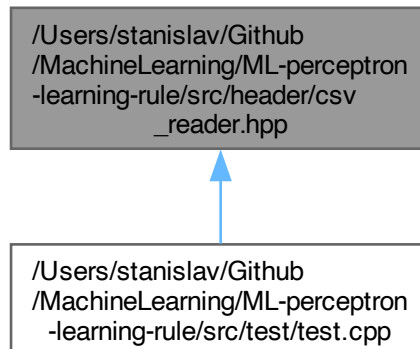 /Users/stanislav/Github
/MachineLearning/ML-perceptron
-learning-rule/src/header/csv
_reader.hpp
/Users/stanislav/Github
/MachineLearning/ML-perceptron
-learning-rule/src/test/test.cpp